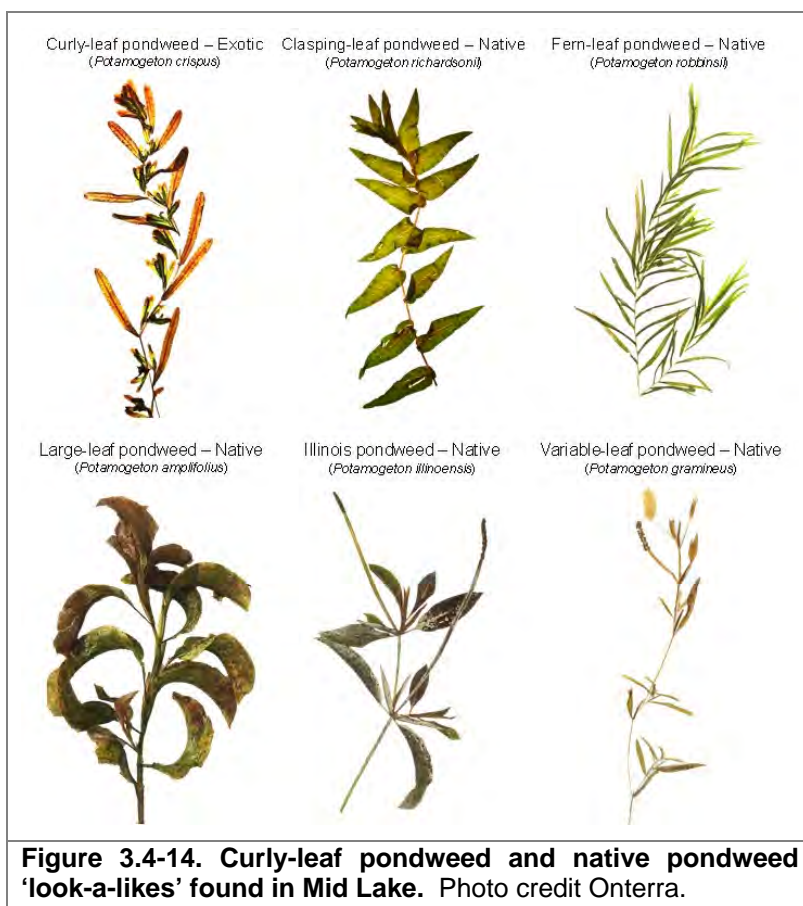 Curly-leaf pondweed – Exotic
(Potamogeton crispus)
Clasping-leaf pondweed – Native
(Potamogeton richardsonii)
Fern-leaf pondweed – Native
(Potamogeton robbinsii)
Large-leaf pondweed – Native
(Potamogeton amplifolius)
Illinois pondweed – Native
(Potamogeton illinoensis)
Variable-leaf pondweed – Native
(Potamogeton gramineus)
Figure 3.4-14. Curly-leaf pondweed and native pondweed
‘look-a-likes’ found in Mid Lake. Photo credit Onterra.